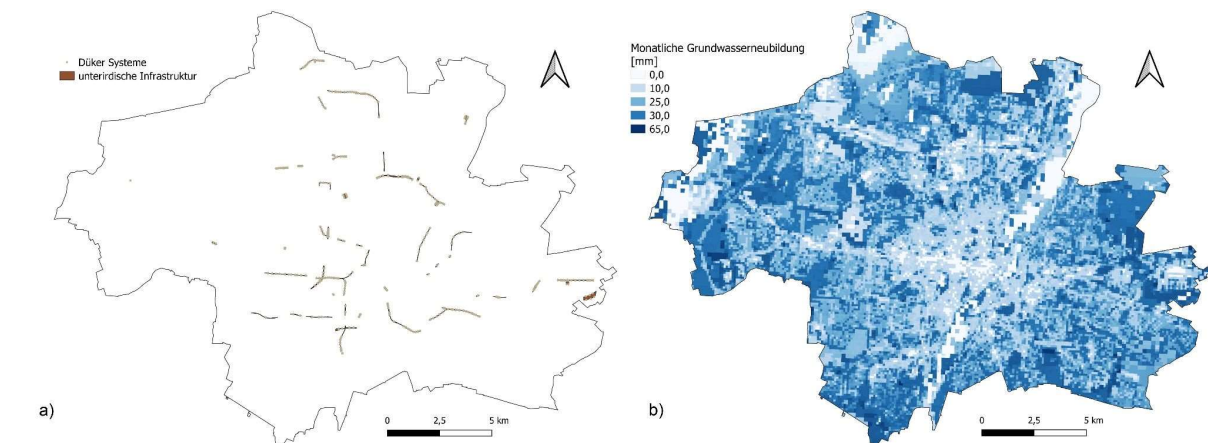 Düker Systeme
unterirdische Infrastruktur
a)
0 2,5 5 km
Monatliche Grundwasserneubildung
[mm]
0,0
10,0
25,0
30,0
65,0
b)
0 2,5 5 km